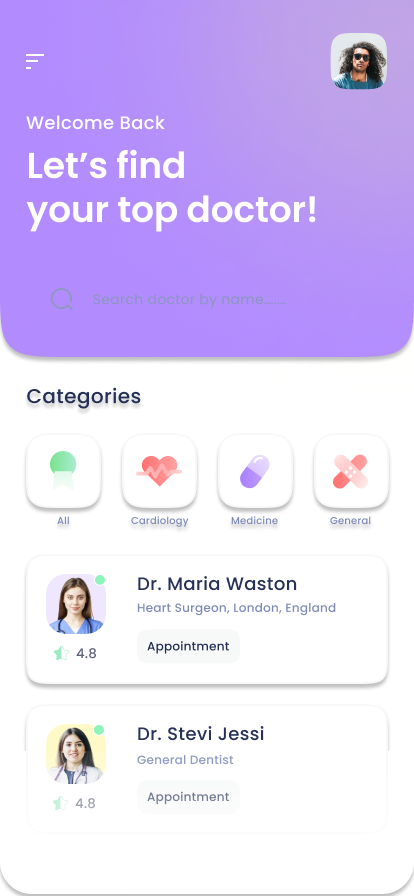 Welcome Back
Let’s find
your top doctor!
Search doctor by name......
Categories
All
Cardiology
Medicine
General
Dr. Maria Waston
Heart Surgeon, London, England
4.8
Appointment
Dr. Stevi Jessi
General Dentist
4.8
Appointment